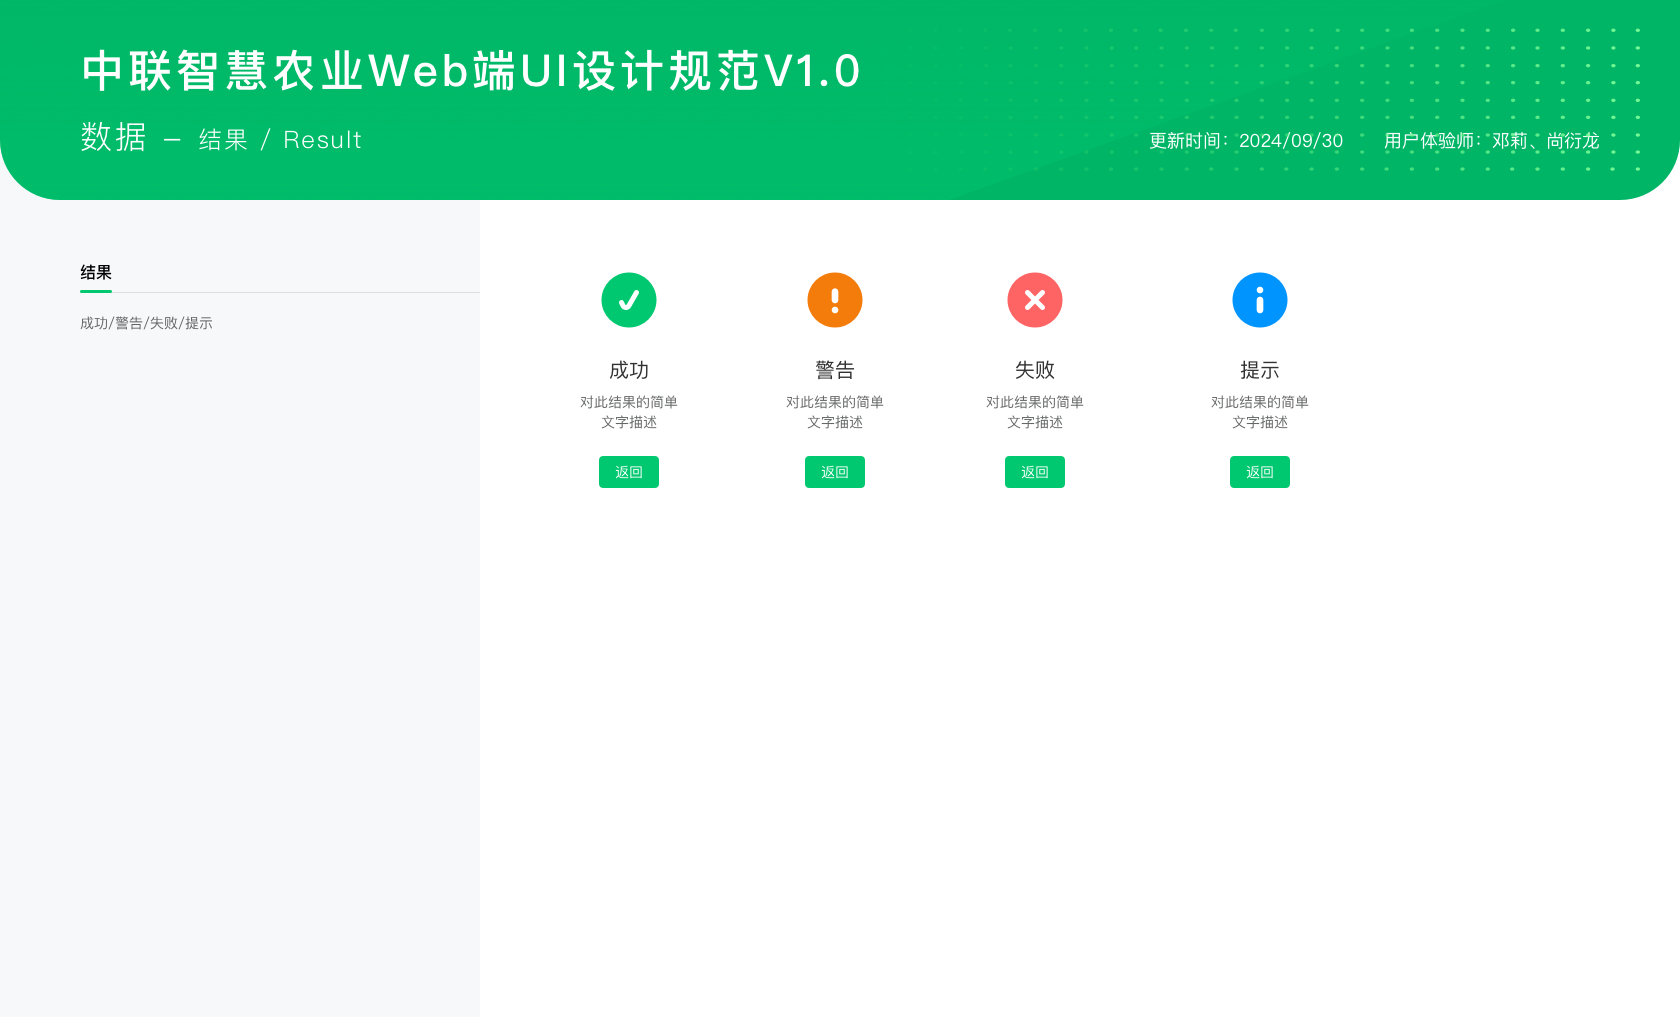 中联智慧农业Web端UI设计规范V1.0
数据 – 结果 / Result
更新时间：2024/09/30 用户体验师：邓莉、尚衍龙
结果
成功/警告/失败/提示
成功
对此结果的简单
文字描述
返回
警告
对此结果的简单
文字描述
返回
失败
对此结果的简单
文字描述
返回
提示
对此结果的简单
文字描述
返回